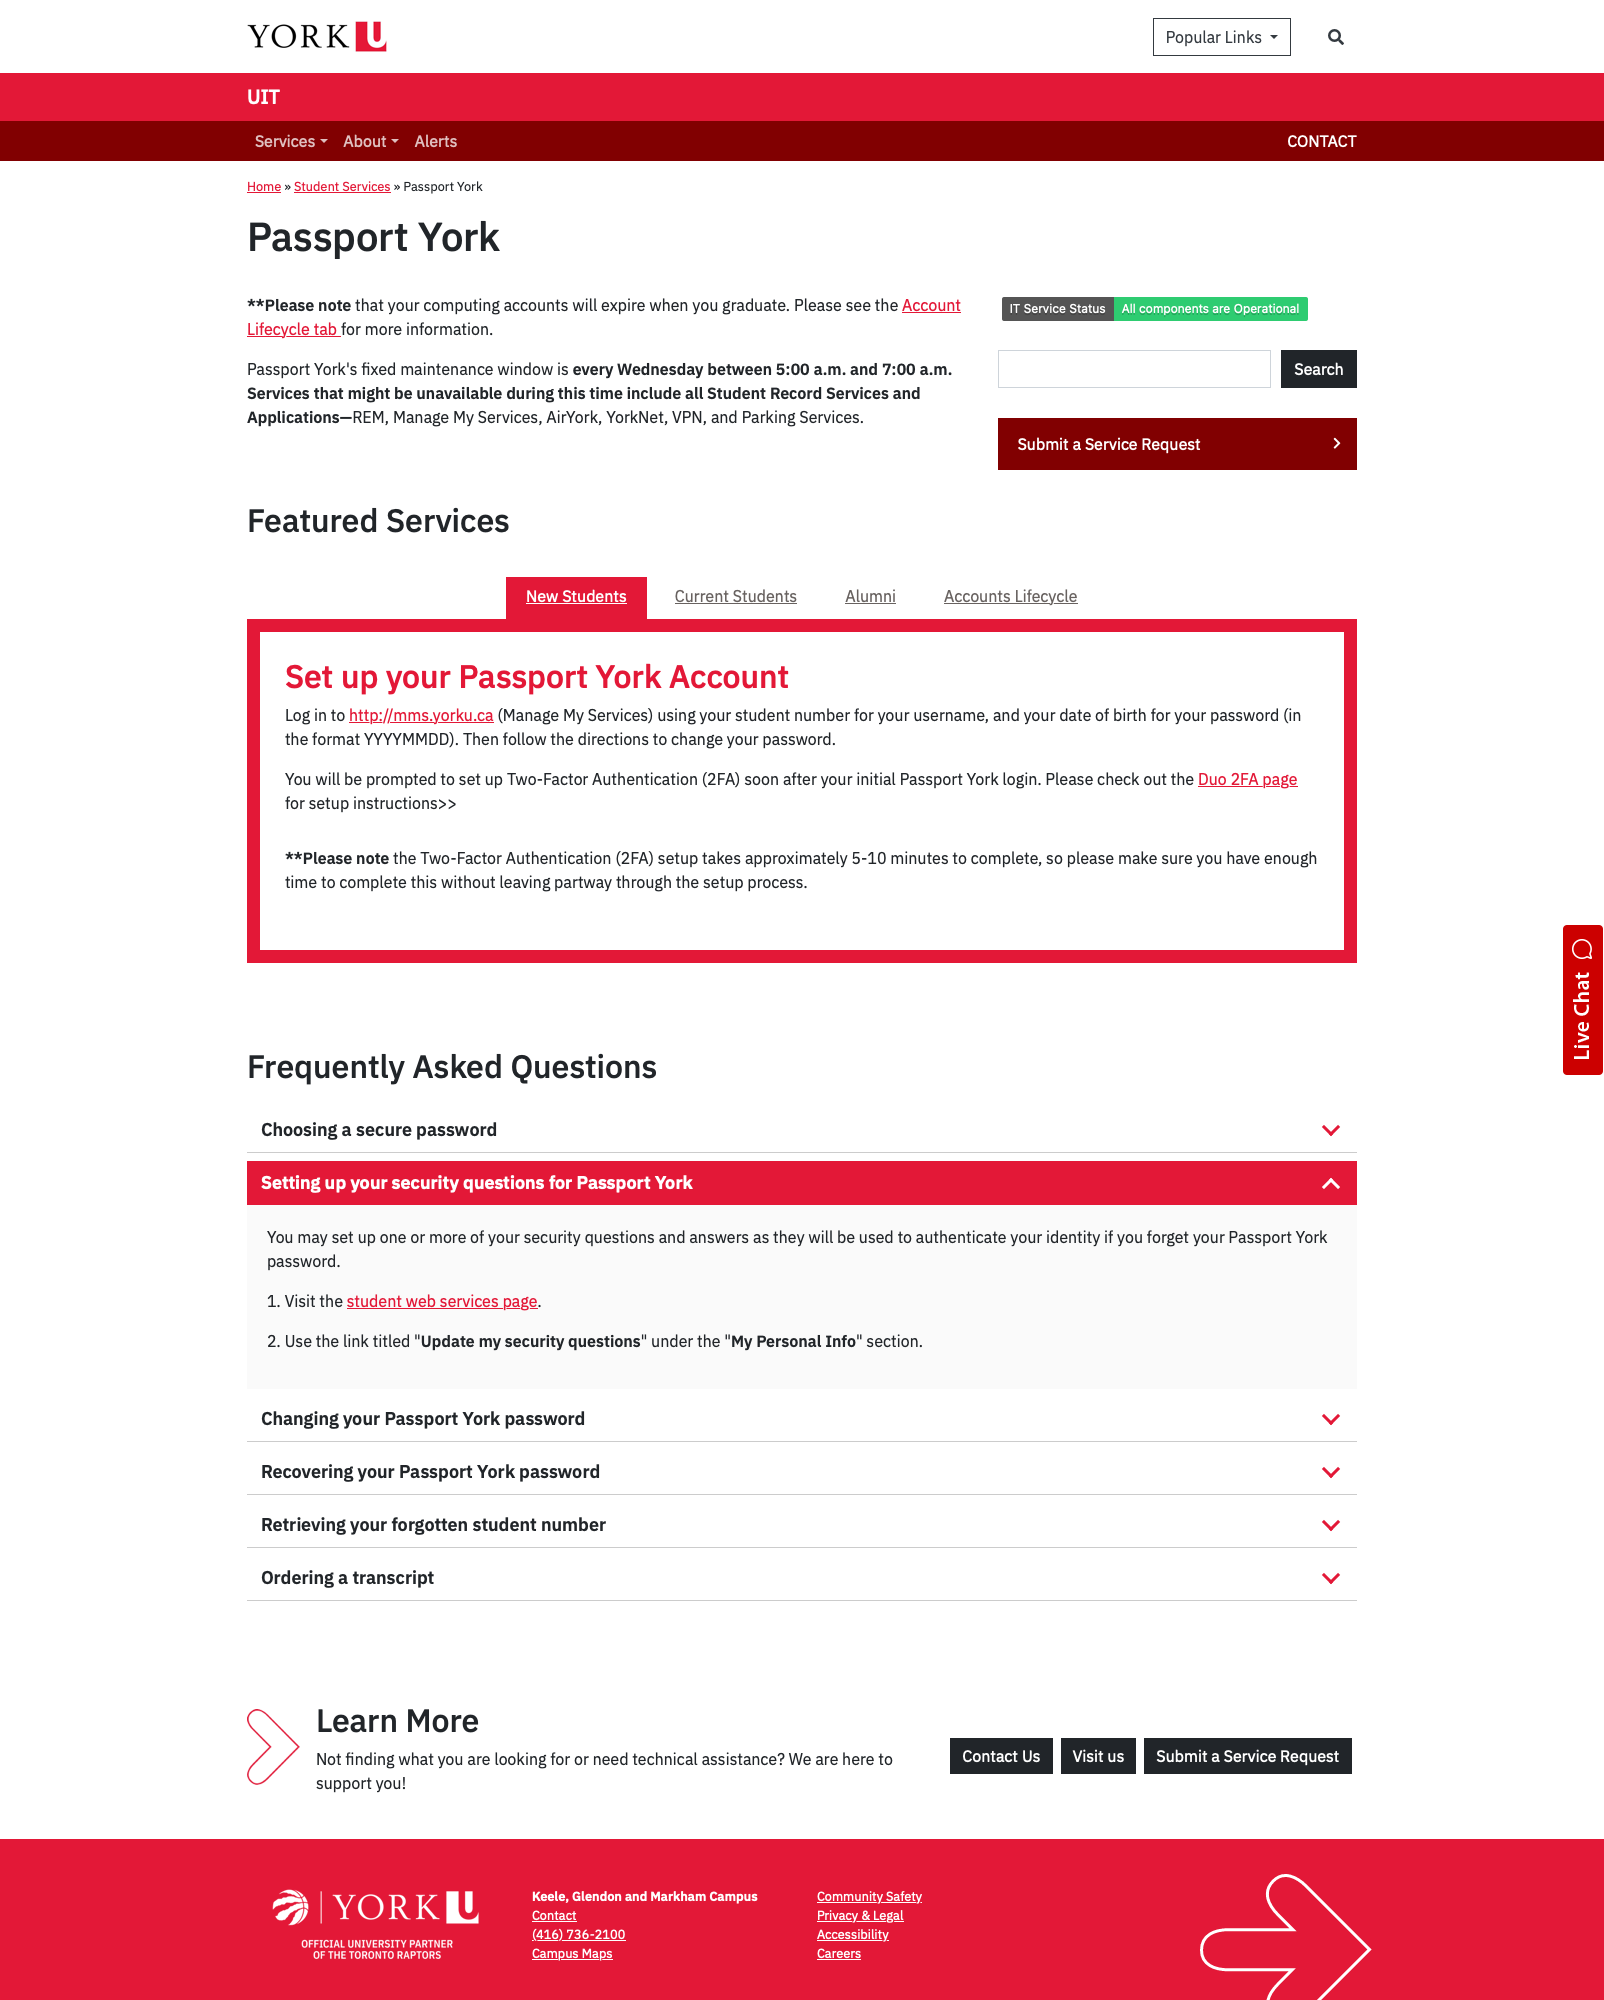 YORK U
Popular Links
UIT
Services About Alerts CONTACT
Home » Student Services » Passport York
Passport York
**Please note that your computing accounts will expire when you graduate. Please see the Account
Lifecycle tab for more information.
Passport York's fixed maintenance window is every Wednesday between 5:00 a.m. and 7:00 a.m.
Services that might be unavailable during this time include all Student Record Services and
Applications—REM, Manage My Services, AirYork, YorkNet, VPN, and Parking Services.
IT Service Status All components are Operational
Search
Submit a Service Request
Featured Services
New Students Current Students Alumni Accounts Lifecycle
Set up your Passport York Account
Log in to http://mms.yorku.ca (Manage My Services) using your student number for your username, and your date of birth for your password (in
the format YYYYMMDD). Then follow the directions to change your password.
You will be prompted to set up Two-Factor Authentication (2FA) soon after your initial Passport York login. Please check out the Duo 2FA page
for setup instructions>>
**Please note the Two-Factor Authentication (2FA) setup takes approximately 5-10 minutes to complete, so please make sure you have enough
time to complete this without leaving partway through the setup process.
Live Chat
Frequently Asked Questions
Choosing a secure password
Setting up your security questions for Passport York
You may set up one or more of your security questions and answers as they will be used to authenticate your identity if you forget your Passport York
password.
1. Visit the student web services page.
2. Use the link titled "Update my security questions" under the "My Personal Info" section.
Changing your Passport York password
Recovering your Passport York password
Retrieving your forgotten student number
Ordering a transcript
Learn More
Not finding what you are looking for or need technical assistance? We are here to
support you!
Contact Us Visit us Submit a Service Request
YORK U
OFFICIAL UNIVERSITY PARTNER
OF THE TORONTO RAPTORS
Keele, Glendon and Markham Campus
Contact
(416) 736-2100
Campus Maps
Community Safety
Privacy & Legal
Accessibility
Careers